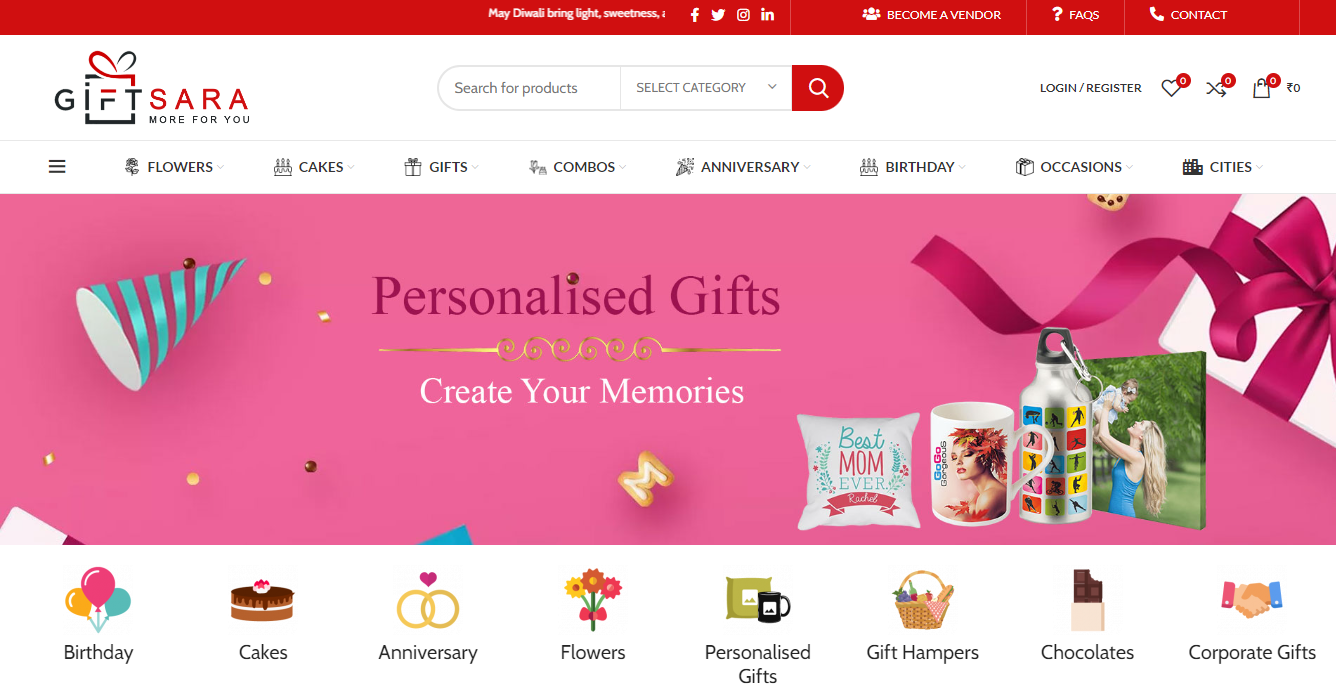 May Diwali bring light, sweetness,
BECOME A VENDOR
FAQS
CONTACT
GIFTSARA
MORE FOR YOU
Search for products
SELECT CATEGORY
LOGIN / REGISTER
0
0
0
₹0
FLOWERS
CAKES
GIFTS
COMBOS
ANNIVERSARY
BIRTHDAY
OCCASIONS
CITIES
Personalised Gifts
Create Your Memories
Best
MOM
EVER.
Rachel
GoGo
Gorgeous
M
Birthday
Cakes
Anniversary
Flowers
Personalised
Gifts
Gift Hampers
Chocolates
Corporate Gifts